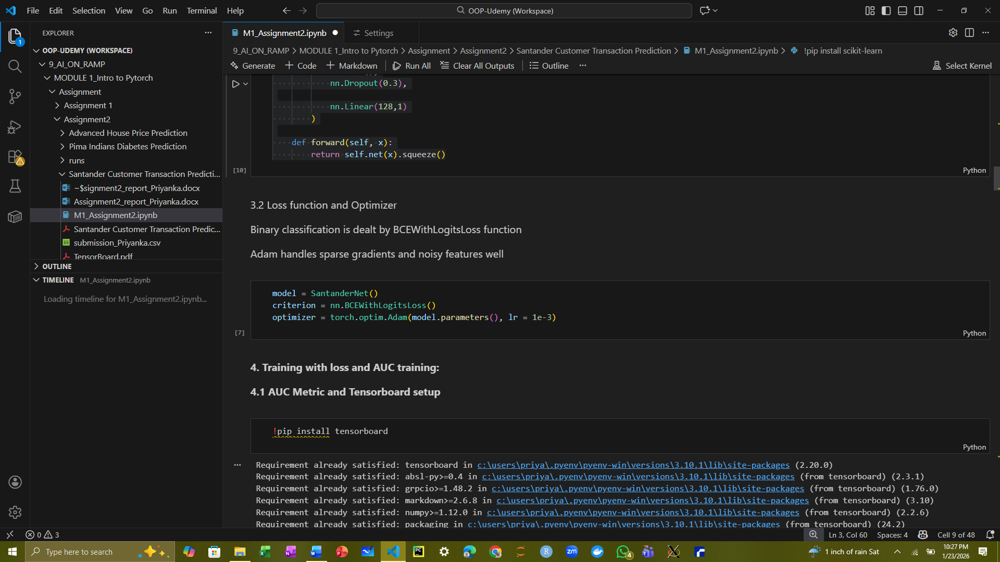 File Edit Selection View Go Run Terminal Help
OOP-Udemy (Workspace)
EXPLORER
1
OOP-UDEMY (WORKSPACE)
9_AI_ON_RAMP
MODULE 1_Intro to Pytorch
Assignment
Assignment 1
Assignment2
Advanced House Price Prediction
Pima Indians Diabetes Prediction
runs
Santander Customer Transaction Predicti...
~$signment2_report_Priyanka.docx
Assignment2_report_Priyanka.docx
M1_Assignment2.ipynb
Santander Customer Transaction Predic...
submission_Priyanka.csv
TensorBoard.pdf
OUTLINE
TIMELINE M1_Assignment2.ipynb
Loading timeline for M1_Assignment2.ipynb...
M1_Assignment2.ipynb Settings
9_AI_ON_RAMP > MODULE 1_Intro to Pytorch > Assignment > Assignment2 > Santander Customer Transaction Prediction > M1_Assignment2.ipynb > !pip install scikit-learn
Generate + Code + Markdown Run All Clear All Outputs Outline ... Select Kernel
nn.Dropout(0.3),
nn.Linear(128,1)
)
def forward(self, x):
return self.net(x).squeeze()
[10] Python
3.2 Loss function and Optimizer
Binary classification is dealt by BCEWithLogitsLoss function
Adam handles sparse gradients and noisy features well
model = SantanderNet()
criterion = nn.BCEWithLogitsLoss()
optimizer = torch.optim.Adam(model.parameters(), lr = 1e-3)
[7] Python
4. Training with loss and AUC training:
4.1 AUC Metric and Tensorboard setup
!pip install tensorboard
Python
Requirement already satisfied: tensorboard in c:\users\priya\.pyenv\pyenv-win\versions\3.10.1\lib\site-packages (2.20.0)
Requirement already satisfied: absl-py>=0.4 in c:\users\priya\.pyenv\pyenv-win\versions\3.10.1\lib\site-packages (from tensorboard) (2.3.1)
Requirement already satisfied: grpcio>=1.48.2 in c:\users\priya\.pyenv\pyenv-win\versions\3.10.1\lib\site-packages (from tensorboard) (1.76.0)
Requirement already satisfied: markdown>=2.6.8 in c:\users\priya\.pyenv\pyenv-win\versions\3.10.1\lib\site-packages (from tensorboard) (3.10)
Requirement already satisfied: numpy>=1.12.0 in c:\users\priya\.pyenv\pyenv-win\versions\3.10.1\lib\site-packages (from tensorboard) (2.2.6)
Requirement already satisfied: packaging in c:\users\priya\.pyenv\pyenv-win\versions\3.10.1\lib\site-packages (from tensorboard) (24.2)
0 3 Ln 3, Col 60 Spaces: 4 Cell 9 of 48
Type here to search PC R zm 4 1 inch of rain Sat 10:27 PM
1/23/2026